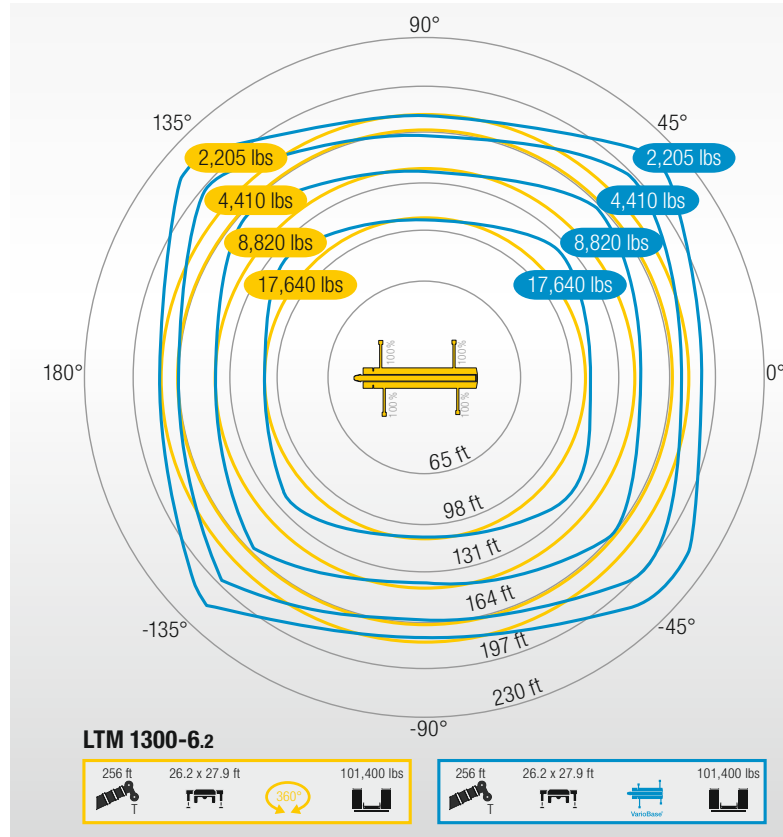 90°
135° 45°
2,205 lbs 2,205 lbs
4,410 lbs 4,410 lbs
8,820 lbs 8,820 lbs
17,640 lbs 17,640 lbs
100% 100%
180° 0°
100% 100%
65 ft
98 ft
131 ft
164 ft
-135° -45°
197 ft
230 ft
-90°
LTM 1300-6.2
256 ft 26.2 x 27.9 ft 101,400 lbs 256 ft 26.2 x 27.9 ft 101,400 lbs
360°
T T
VarioBase®